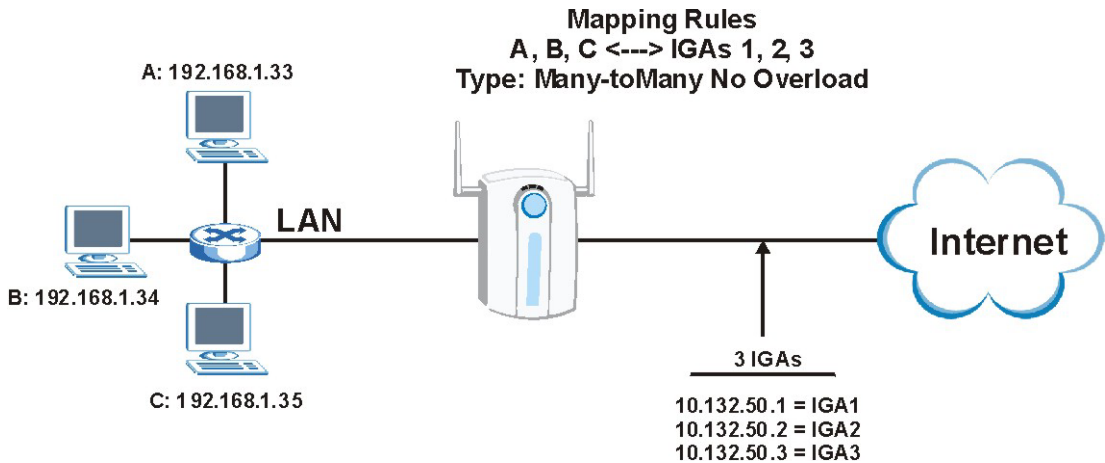 Mapping Rules
A, B, C <---> IGAs 1, 2, 3
Type: Many-toMany No Overload
A: 192.168.1.33
LAN
B: 192.168.1.34
C: 192.168.1.35
Internet
3 IGAs
10.132.50.1 = IGA1
10.132.50.2 = IGA2
10.132.50.3 = IGA3